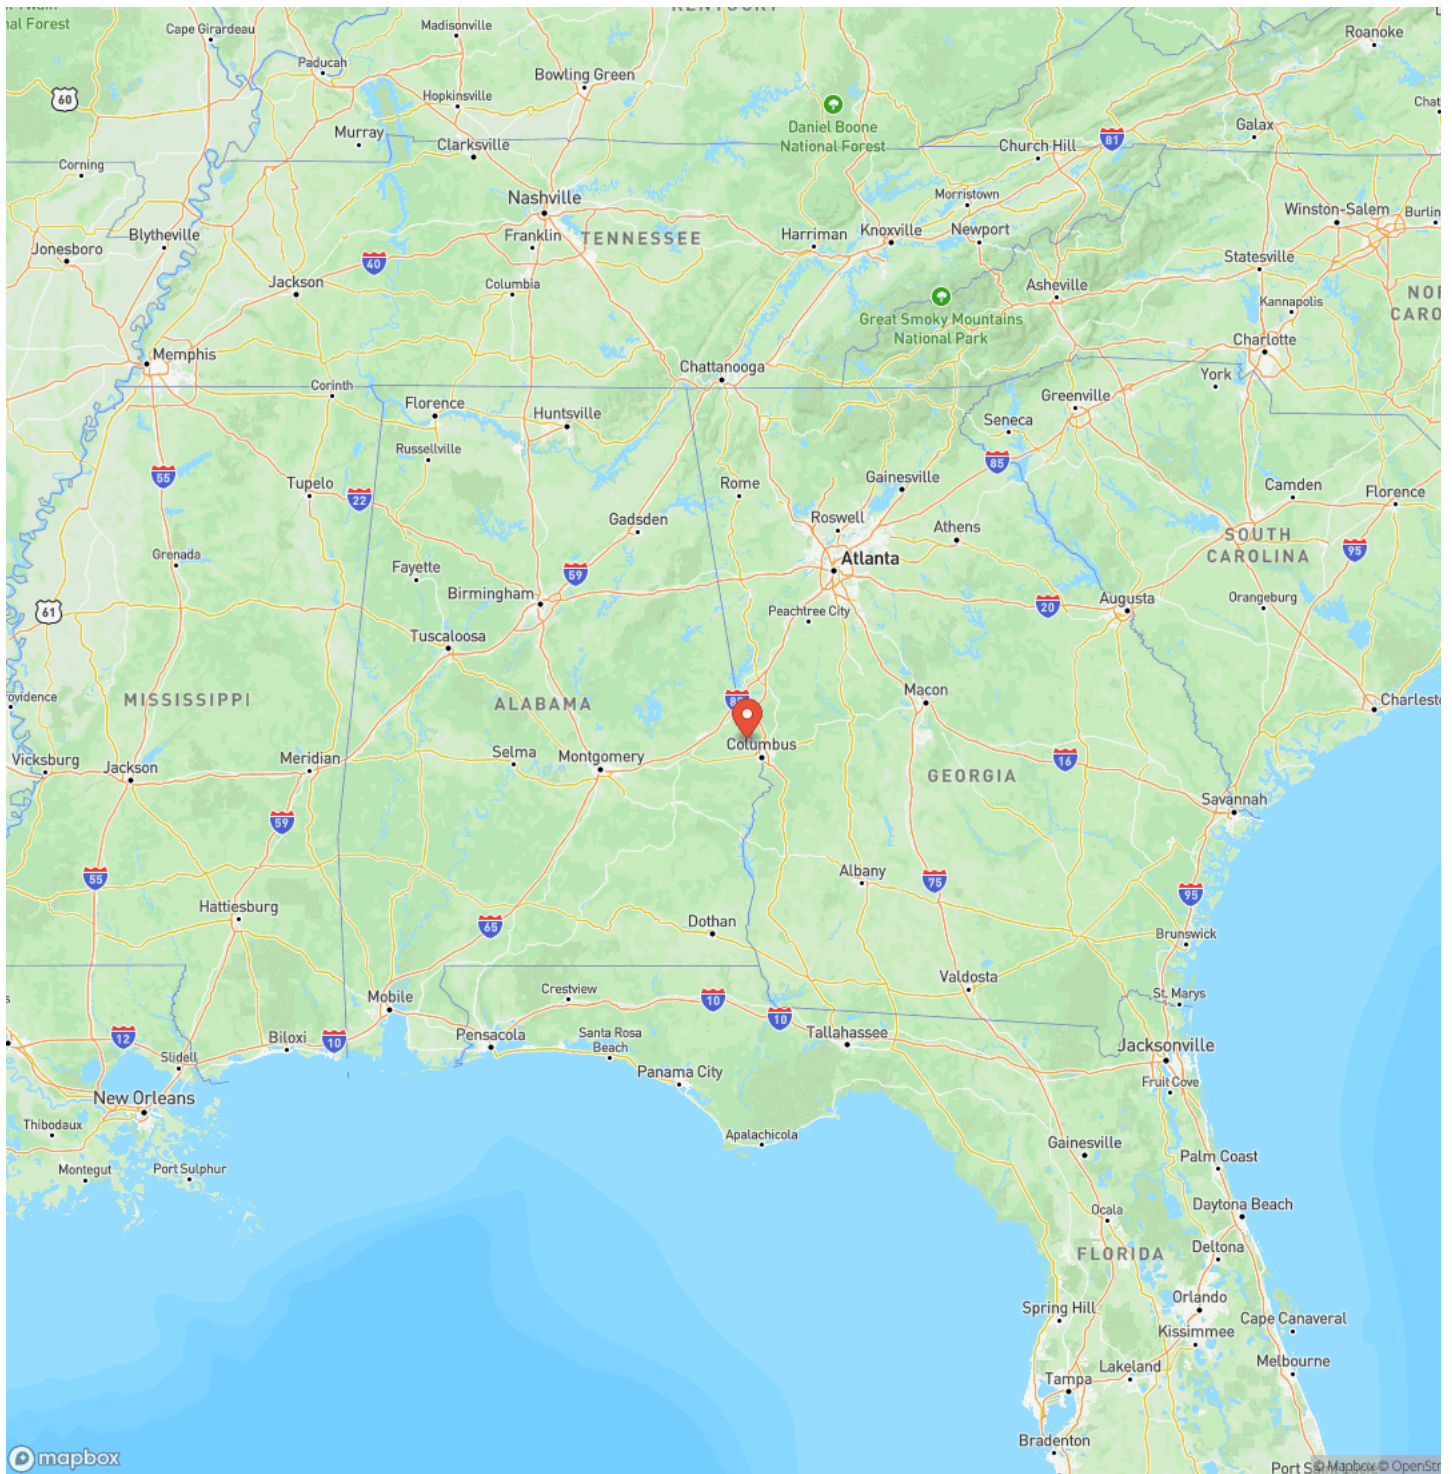 Cape Girardeau
al Forest
Madisonville
Paducah
Bowling Green
Roanoke
60
Hopkinsville
Murray
Clarksville
Daniel Boone
National Forest
Church Hill
81
Galax
Corning
Nashville
Morristown
Winston-Salem
Jonesboro
Blytheville
Franklin
TENNESSEE
Harriman
Knoxville
Newport
Statesville
40
Jackson
Columbia
Asheville
Kannapolis
Great Smoky Mountains
National Park
Charlotte
Memphis
Chattanooga
York
Corinth
Florence
Huntsville
Greenville
Seneca
Russellville
55
85
Tupelo
22
Rome
Gainesville
Camden
Florence
Gadsden
Roswell
Athens
SOUTH
CAROLINA
95
Grenada
Fayette
59
Atlanta
61
Birmingham
Peachtree City
20
Augusta
Orangeburg
Tuscaloosa
MISSISSIPPI
ALABAMA
Macon
Vicksburg
Jackson
Meridian
Selma
Montgomery
Columbus
GEORGIA
16
Savannah
59
55
Albany
75
95
Hattiesburg
65
Dothan
Brunswick
Valdosta
Mobile
Crestview
10
St. Marys
12
Biloxi
10
Pensacola
Santa Rosa
Beach
10
Tallahassee
Jacksonville
Slidell
Panama City
Fruit Cove
New Orleans
Thibodaux
Apalachicola
Gainesville
Palm Coast
Montegut
Port Sulphur
Ocala
Daytona Beach
FLORIDA
Deltona
Spring Hill
Orlando
Cape Canaveral
Kissimmee
Lakeland
Melbourne
Tampa
Bradenton
mapbox
© Mapbox © OpenStr